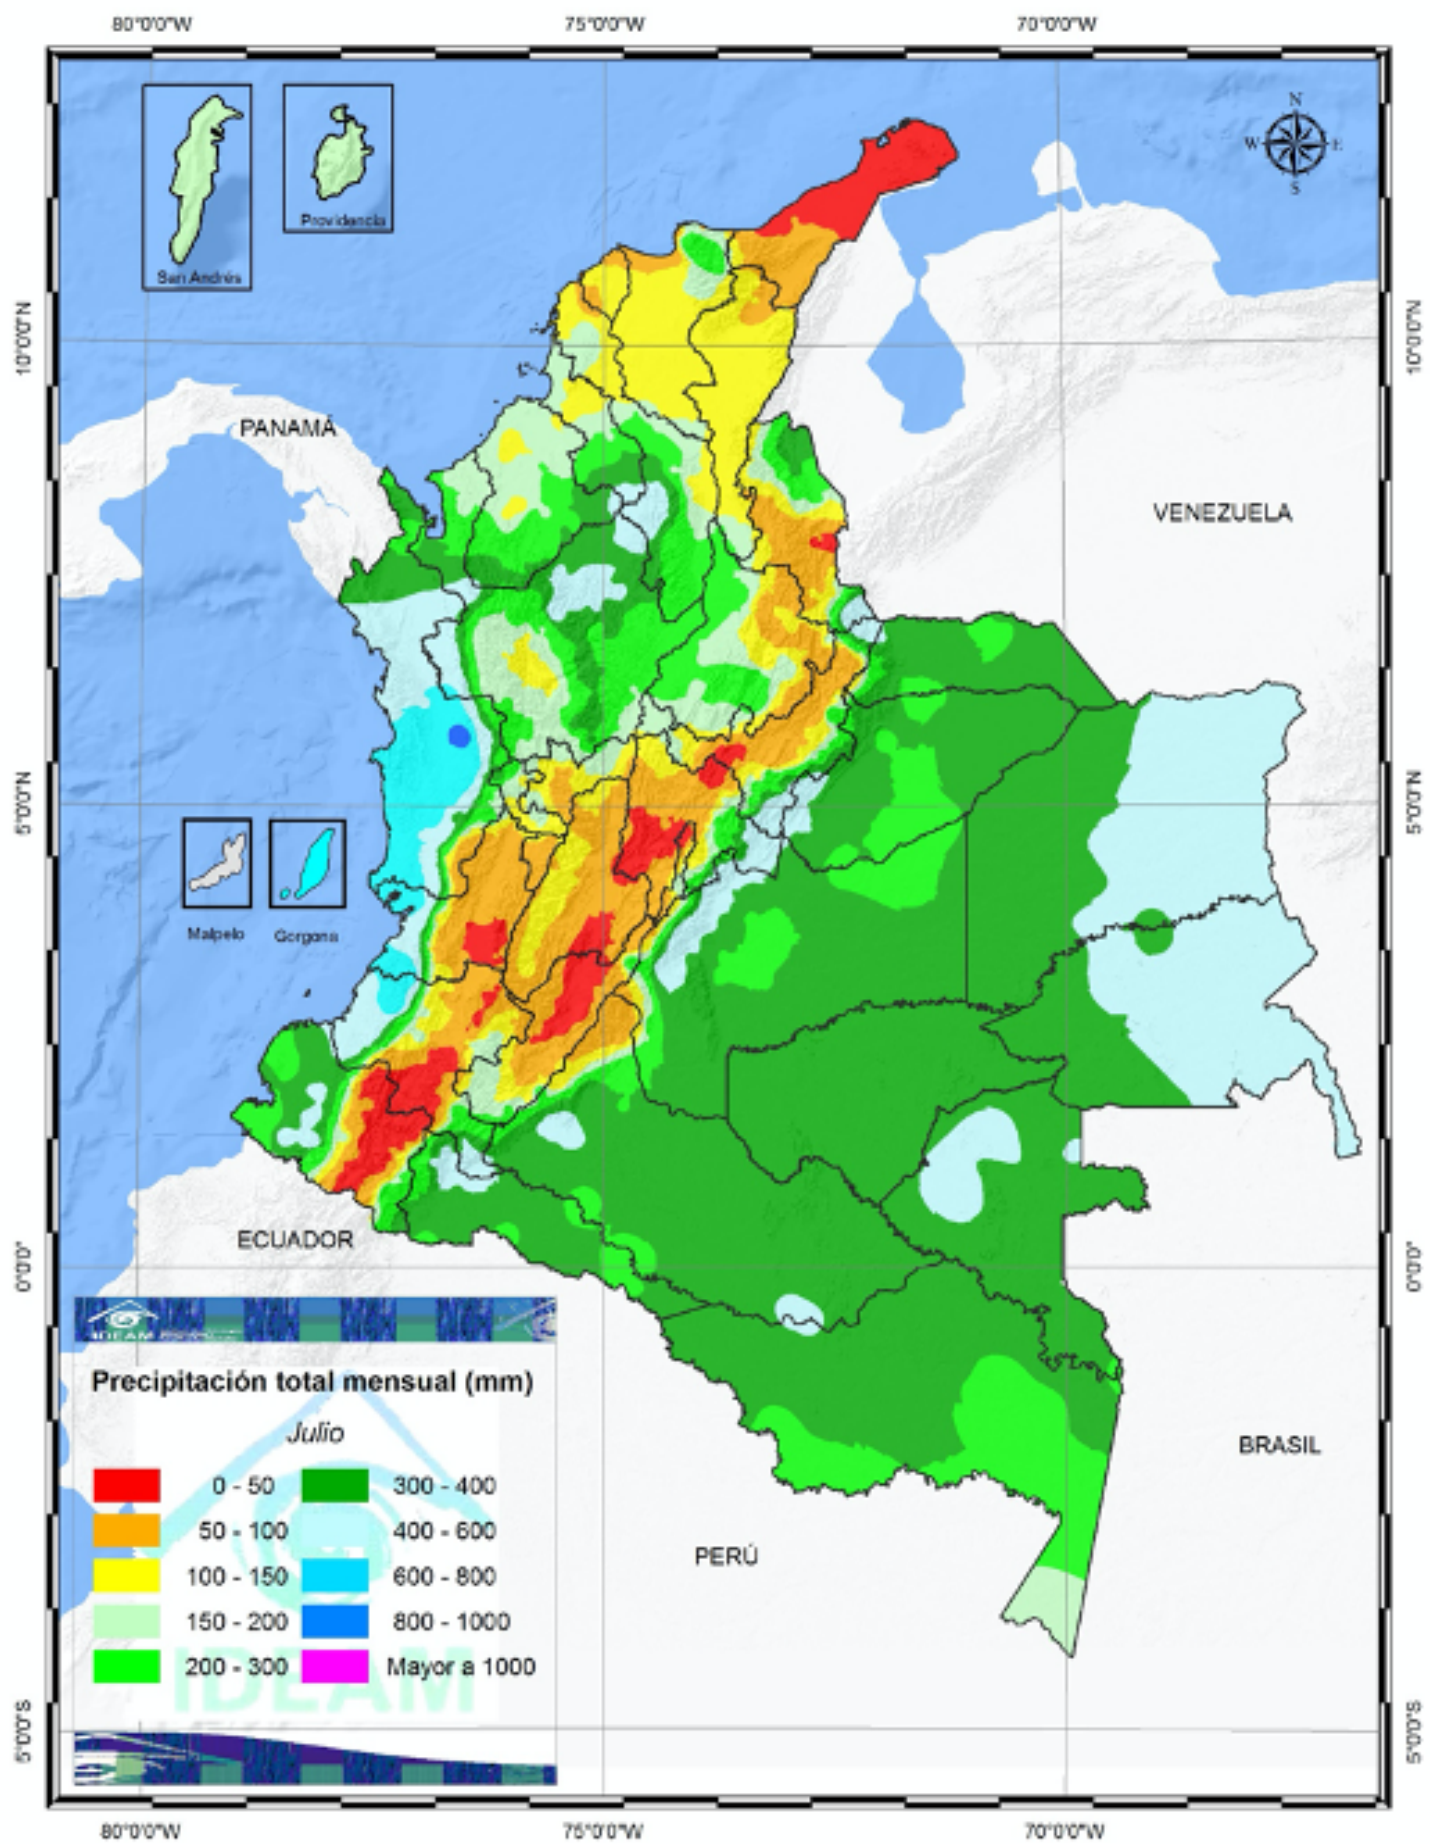 80°0'0"W 75°0'0"W 70°0'0"W
N
W E
S
Providencia
San Andrés
10°0'0"N 10°0'0"N
PANAMÁ
VENEZUELA
5°0'0"N 5°0'0"N
Malpelo Gorgona
ECUADOR
0°0'0" 0°0'0"
IDEAM
Precipitación total mensual (mm)
Julio
0 - 50 300 - 400
50 - 100 400 - 600
100 - 150 600 - 800
150 - 200 800 - 1000
200 - 300 Mayor a 1000
IDEAM
BRASIL
PERÚ
5°0'0"S 5°0'0"S
80°0'0"W 75°0'0"W 70°0'0"W